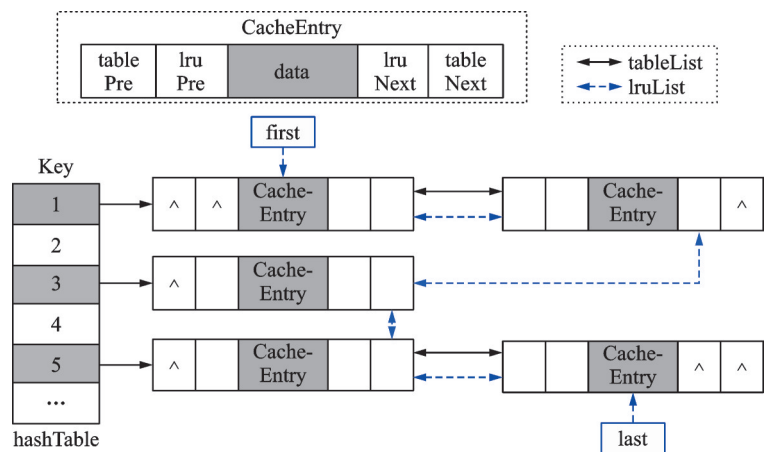 CacheEntry
table
Pre
lru
Pre
data
lru
Next
table
Next
tableList
lruList
first
Key
1
2
3
4
5
...
hashTable
^
^
Cache-
Entry
Cache-
Entry
^
^
Cache-
Entry
^
Cache-
Entry
Cache-
Entry
^
^
last